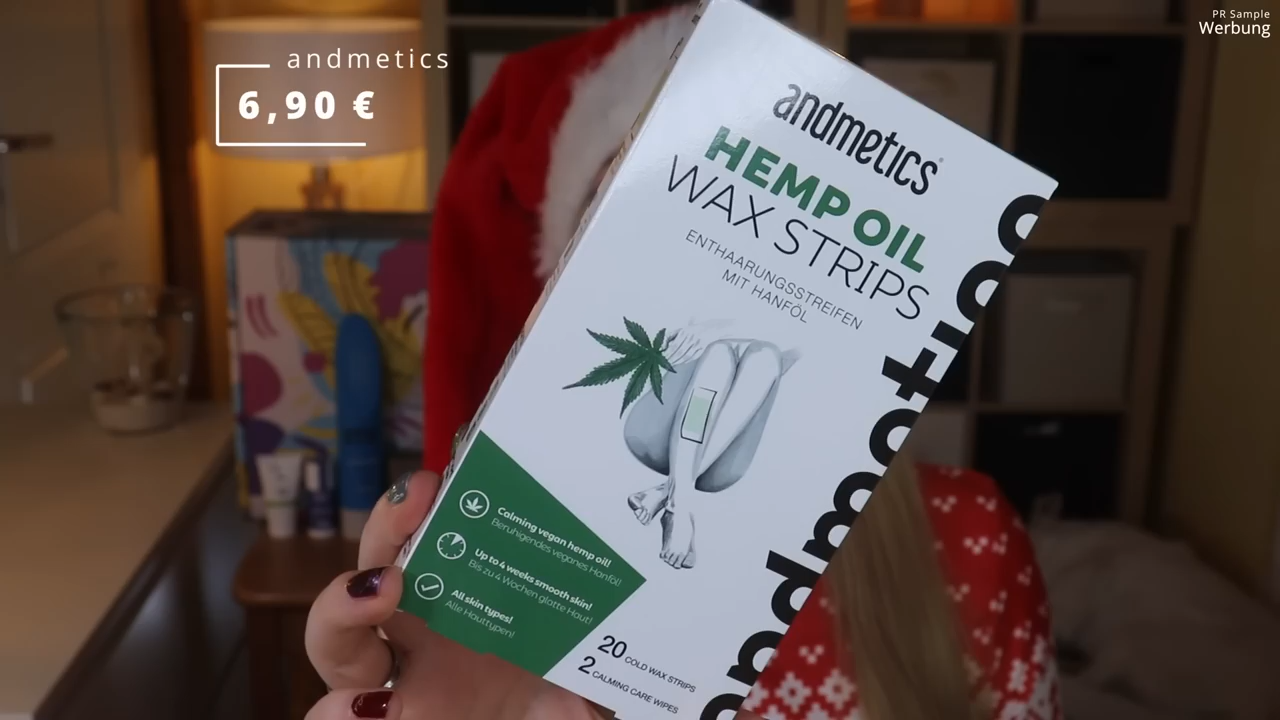 PR Sample
Werbung
andmetics
6,90 €
andmetics
HEMP OIL
WAX STRIPS
ENTHAARUNGSSTREIFEN
MIT HANFÖL
Calming vegan hemp oil!
Beruhigendes veganes Hanföl!
Up to 4 weeks smooth skin!
Bis zu 4 Wochen glatte Haut!
All skin types!
Alle Hauttypen!
20 COLD WAX STRIPS
2 CALMING CARE WIPES